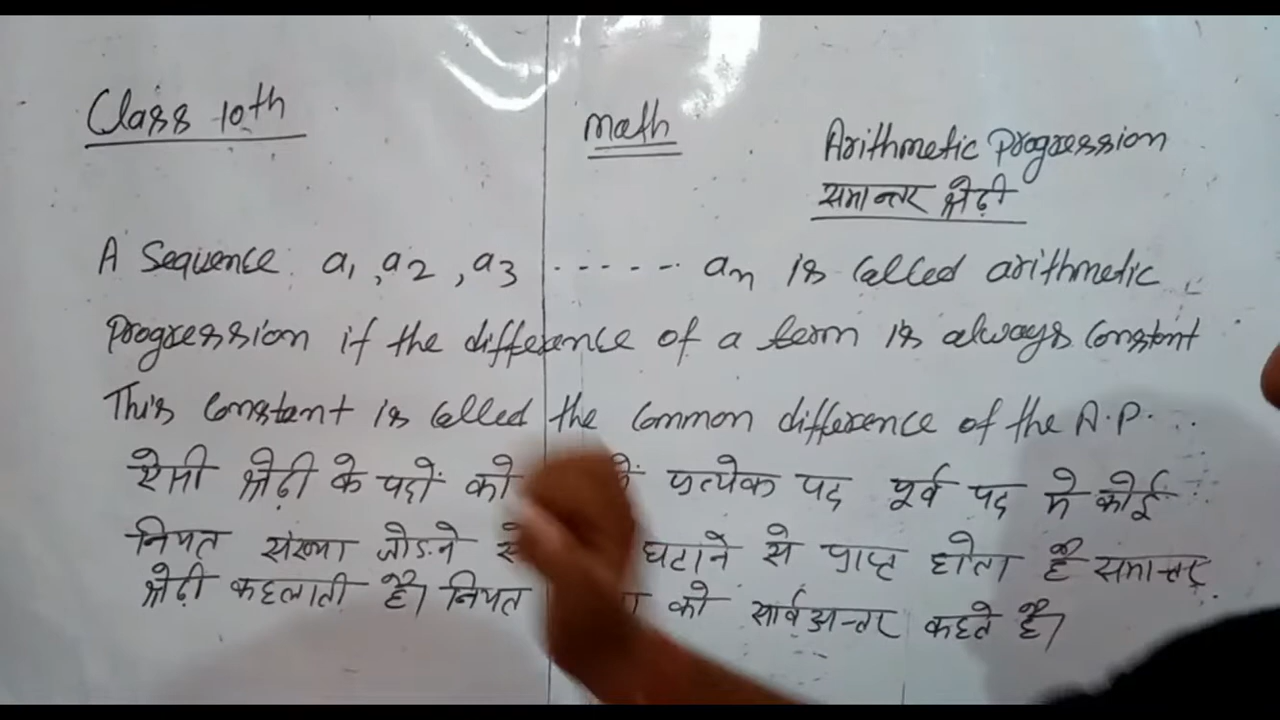 Class 10th
math
Arithmetic Progression
समान्तर श्रेढ़ी
A Sequence a1, a2, a3 ...... an is called arithmetic
Progression if the difference of a term is always Constant
This Constant is called the Common difference of the A.P.
ऐसी श्रेढ़ी के पदों को प्रत्येक पद पूर्व पद मे कोई
नियत संख्या जोड़ने घटाने से प्राप्त होता है समान्तर
श्रेढ़ी कहलाती है। नियत को सार्वअन्तर कहते है।